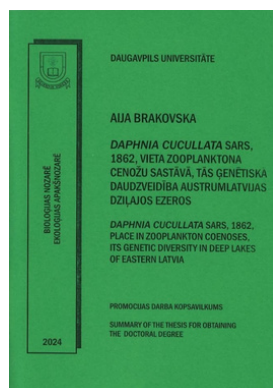 DAUGAVPILS UNIVERSITĀTE
AIJA BRAKOVSKA
DAPHNIA CUCULLATA SARS,
1862, VIETA ZOOPLANKTONA
CENOŽU SASTĀVĀ, TĀS ĢENĒTISKA
DAUDZVEIDĪBA AUSTRUMLATVIJAS
DZIĻAJOS EZEROS
DAPHNIA CUCULLATA SARS, 1862,
PLACE IN ZOOPLANKTON COENOSES,
ITS GENETIC DIVERSITY IN DEEP LAKES
OF EASTERN LATVIA
PROMOCIJAS DARBA KOPSAVILKUMS
SUMMARY OF THE THESIS FOR OBTAINING
THE DOCTORAL DEGREE
BIOLOĢIJAS NOZARE
EKOLOĢIJAS APAKŠNOZARE
2024